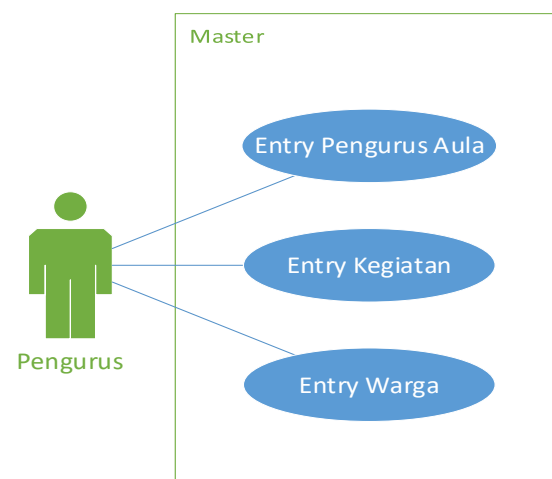 Master
Entry Pengurus Aula
Entry Kegiatan
Pengurus
Entry Warga